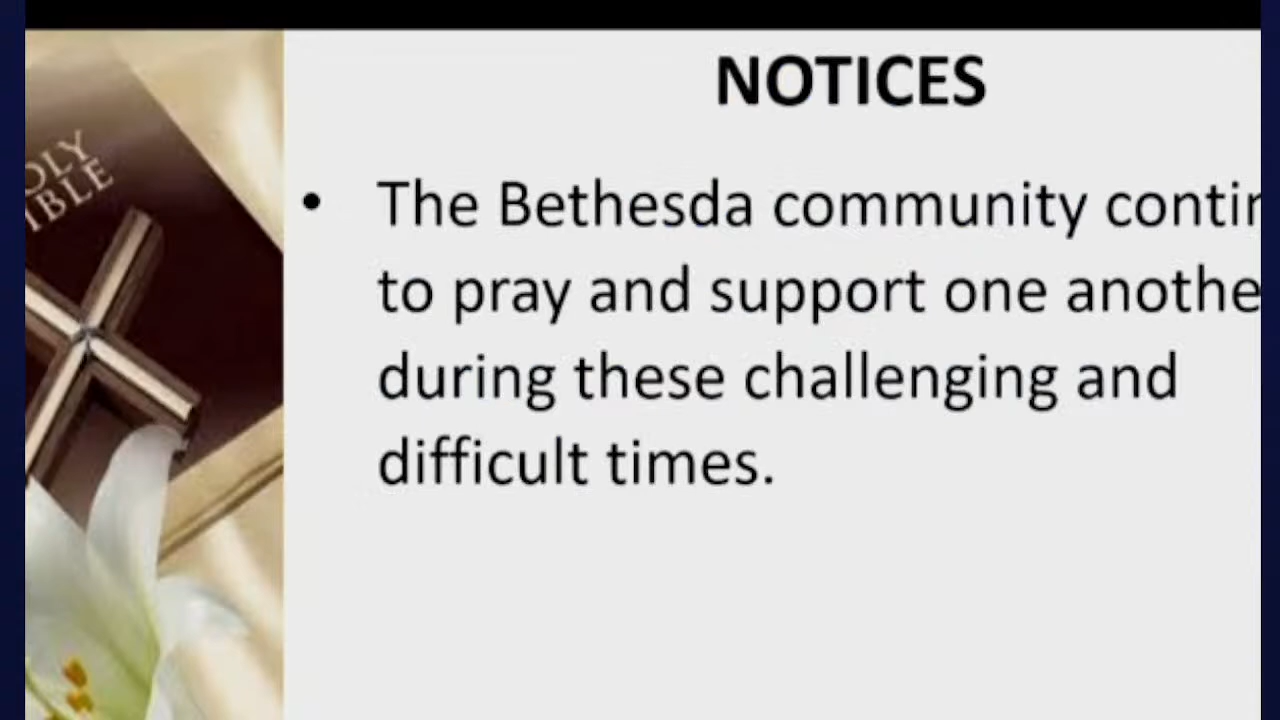 NOTICES
• The Bethesda community contin
to pray and support one anothe
during these challenging and
difficult times.
OLY
IBLE